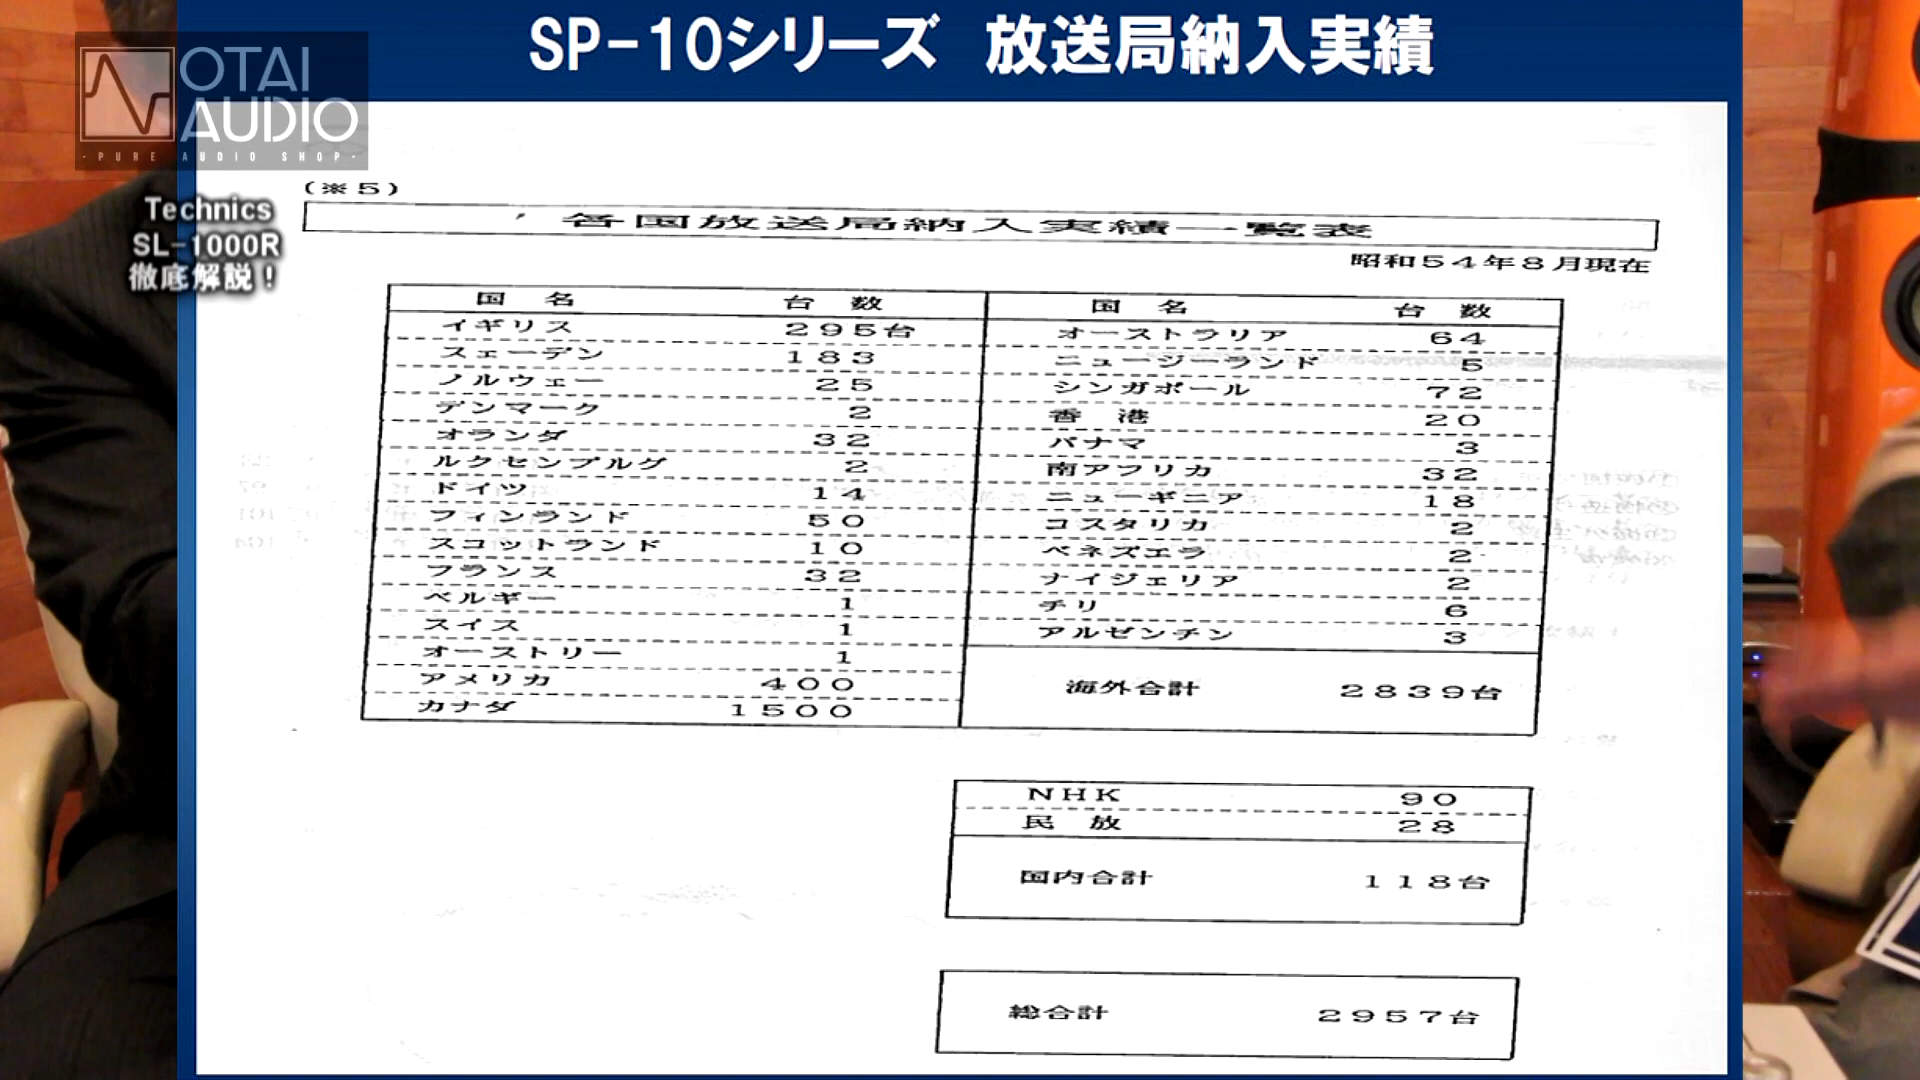 SP-10シリーズ 放送局納入実績
OTAI
AUDIO
- PURE AUDIO SHOP -
Technics
SL-1000R
徹底解説！
(※5)
各国放送局納入実績一覧表
昭和54年8月現在
国 名 台 数
イギリス 295台
スェーデン 183
ノルウェー 25
デンマーク 2
オランダ 32
ルクセンブルグ 2
ドイツ 14
フィンランド 50
スコットランド 10
フランス 32
ベルギー 1
スイス 1
オーストリー 1
アメリカ 400
カナダ 1500
国 名 台 数
オーストラリア 64
ニュージーランド 5
シンガポール 72
香 港 20
パナマ 3
南アフリカ 32
ニューギニア 18
コスタリカ 2
ベネズエラ 2
ナイジェリア 2
チリ 6
アルゼンチン 3
海外合計 2839台
NHK 90
民 放 28
国内合計 118台
総合計 2957台